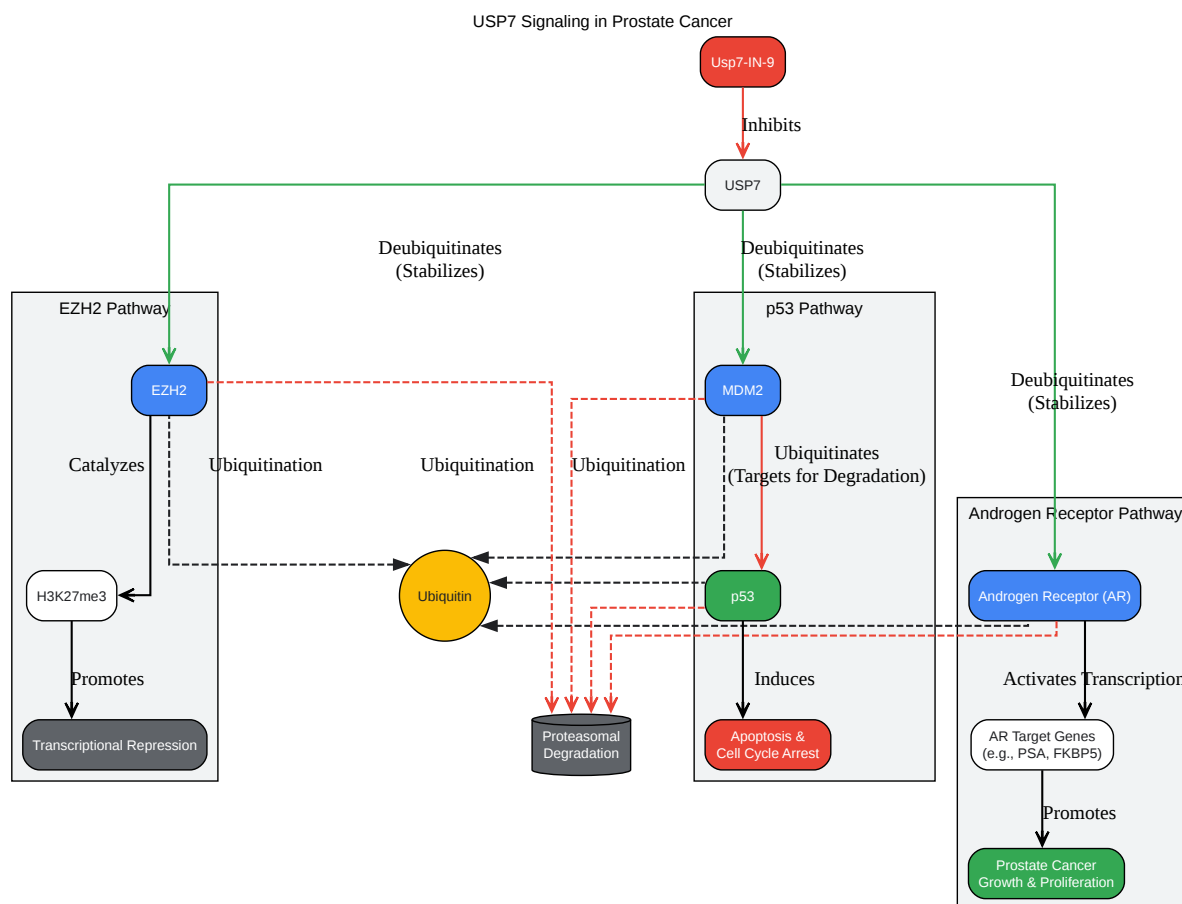 USP7 Signaling in Prostate Cancer
Usp7-IN-9
Inhibits
USP7
Deubiquitinates
(Stabilizes)
Deubiquitinates
(Stabilizes)
EZH2 Pathway
p53 Pathway
EZH2
MDM2
Deubiquitinates
(Stabilizes)
Catalyzes
Ubiquitination
Ubiquitination
Ubiquitination
Ubiquitinates
(Targets for Degradation)
Androgen Receptor Pathway
H3K27me3
Ubiquitin
p53
Androgen Receptor (AR)
Promotes
Induces
Activates Transcription
Transcriptional Repression
Proteasomal
Degradation
Apoptosis &
Cell Cycle Arrest
AR Target Genes
(e.g., PSA, FKBP5)
Promotes
Prostate Cancer
Growth & Proliferation